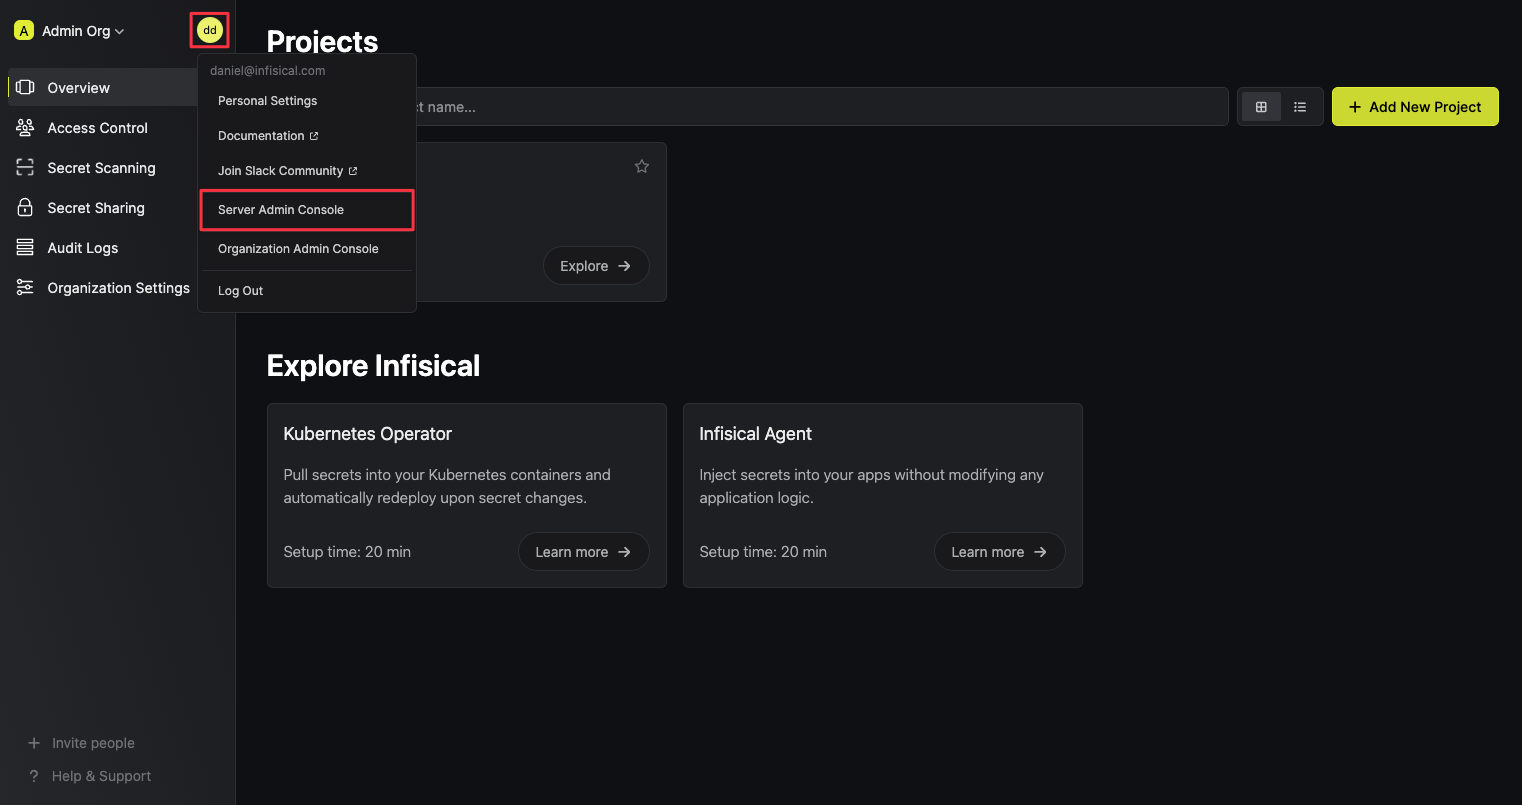 A Admin Org
dd
Overview
Access Control
Secret Scanning
Secret Sharing
Audit Logs
Organization Settings
Invite people
? Help & Support
daniel@infisical.com
Personal Settings
Documentation
Join Slack Community
Server Admin Console
Organization Admin Console
Log Out
Projects
name...
Add New Project
Explore
Explore Infisical
Kubernetes Operator
Pull secrets into your Kubernetes containers and
automatically redeploy upon secret changes.
Setup time: 20 min
Learn more
Infisical Agent
Inject secrets into your apps without modifying any
application logic.
Setup time: 20 min
Learn more